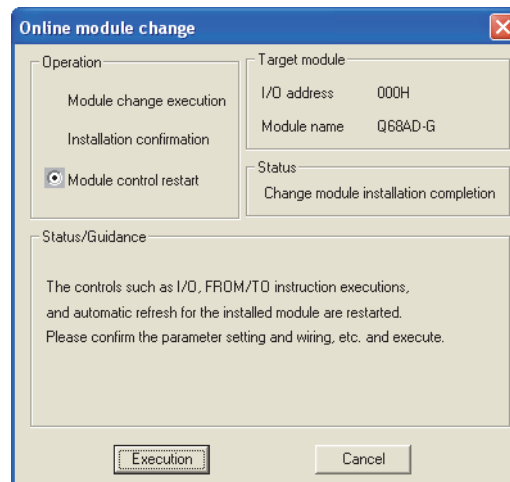 Online module change
Operation
Module change execution
Installation confirmation
Module control restart
Target module
I/O address 000H
Module name Q68AD-G
Status
Change module installation completion
Status/Guidance
The controls such as I/O, FROM/TO instruction executions,
and automatic refresh for the installed module are restarted.
Please confirm the parameter setting and wiring, etc. and execute.
Execution
Cancel